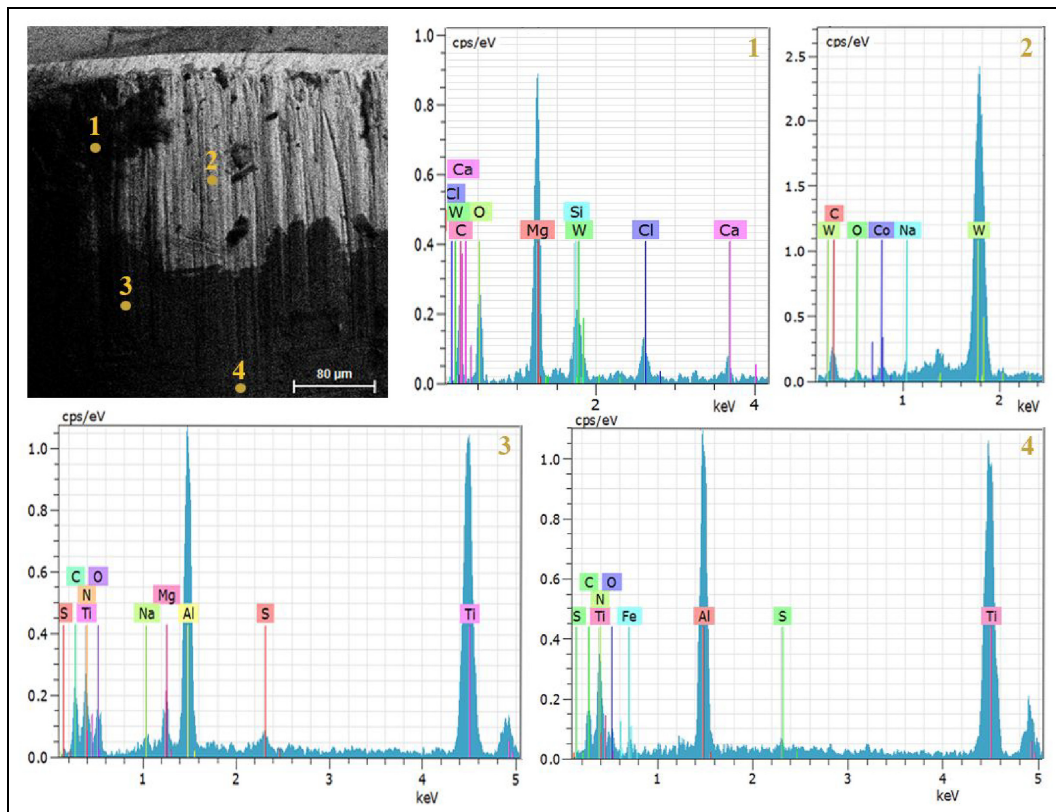 1
2
3
4
80 µm
cps/eV
1
1.0
0.8
0.6
0.4
0.2
0.0
Ca
Cl
W O Si
C Mg W Cl Ca
2 4
keV
cps/eV
2
2.5
2.0
1.5
1.0
0.5
0.0
C
W O Co Na W
1 2
keV
cps/eV
3
1.0
0.8
0.6
0.4
0.2
0.0
C O
N Mg
S Ti Na Al S Ti
1 2 3 4 5
keV
cps/eV
4
1.0
0.8
0.6
0.4
0.2
0.0
C O
N
S Ti Fe Al S Ti
1 2 3 4 5
keV